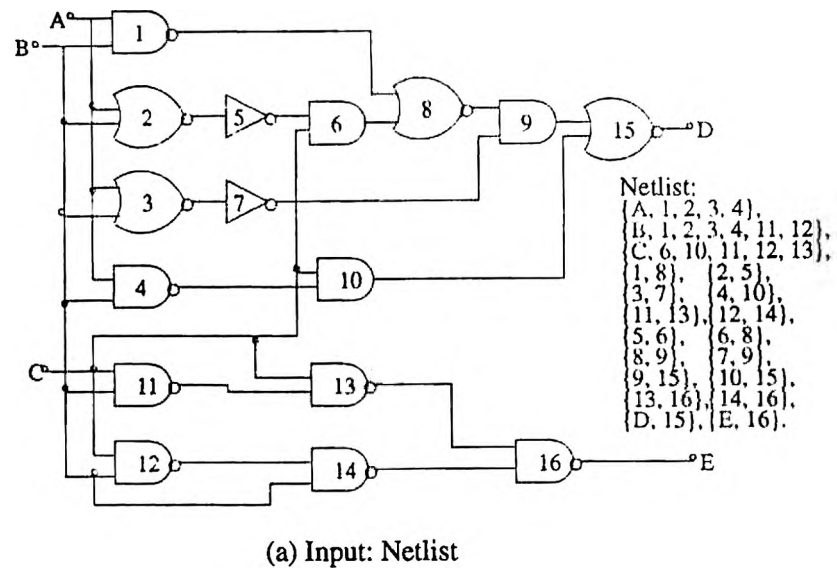 A
1
B
2
5
6
8
9
15
D
3
7
4
10
C
11
13
12
14
16
E
Netlist:
{A, 1, 2, 3, 4},
{B, 1, 2, 3, 4, 11, 12},
{C, 6, 10, 11, 12, 13},
{1, 8}, {2, 5},
{3, 7}, {4, 10},
{11, 13}, {12, 14},
{5, 6}, {6, 8},
{8, 9}, {7, 9},
{9, 15}, {10, 15},
{13, 16}, {14, 16},
{D, 15}, {E, 16}.
(a) Input: Netlist